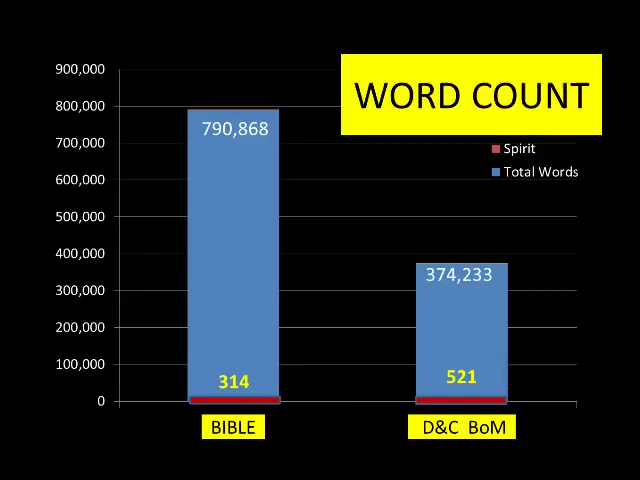 WORD COUNT
900,000
800,000
700,000
600,000
500,000
400,000
300,000
200,000
100,000
0
Spirit
Total Words
790,868
374,233
314
521
BIBLE
D&C BoM